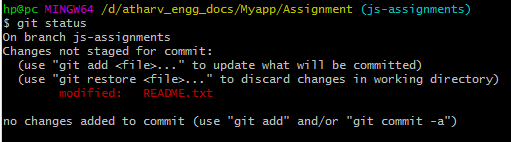 hp@pc MINGW64 /d/atharv_engg_docs/Myapp/Assignment (js-assignments)
$ git status
On branch js-assignments
Changes not staged for commit:
  (use "git add <file>..." to update what will be committed)
  (use "git restore <file>..." to discard changes in working directory)
        modified:   README.txt

no changes added to commit (use "git add" and/or "git commit -a")